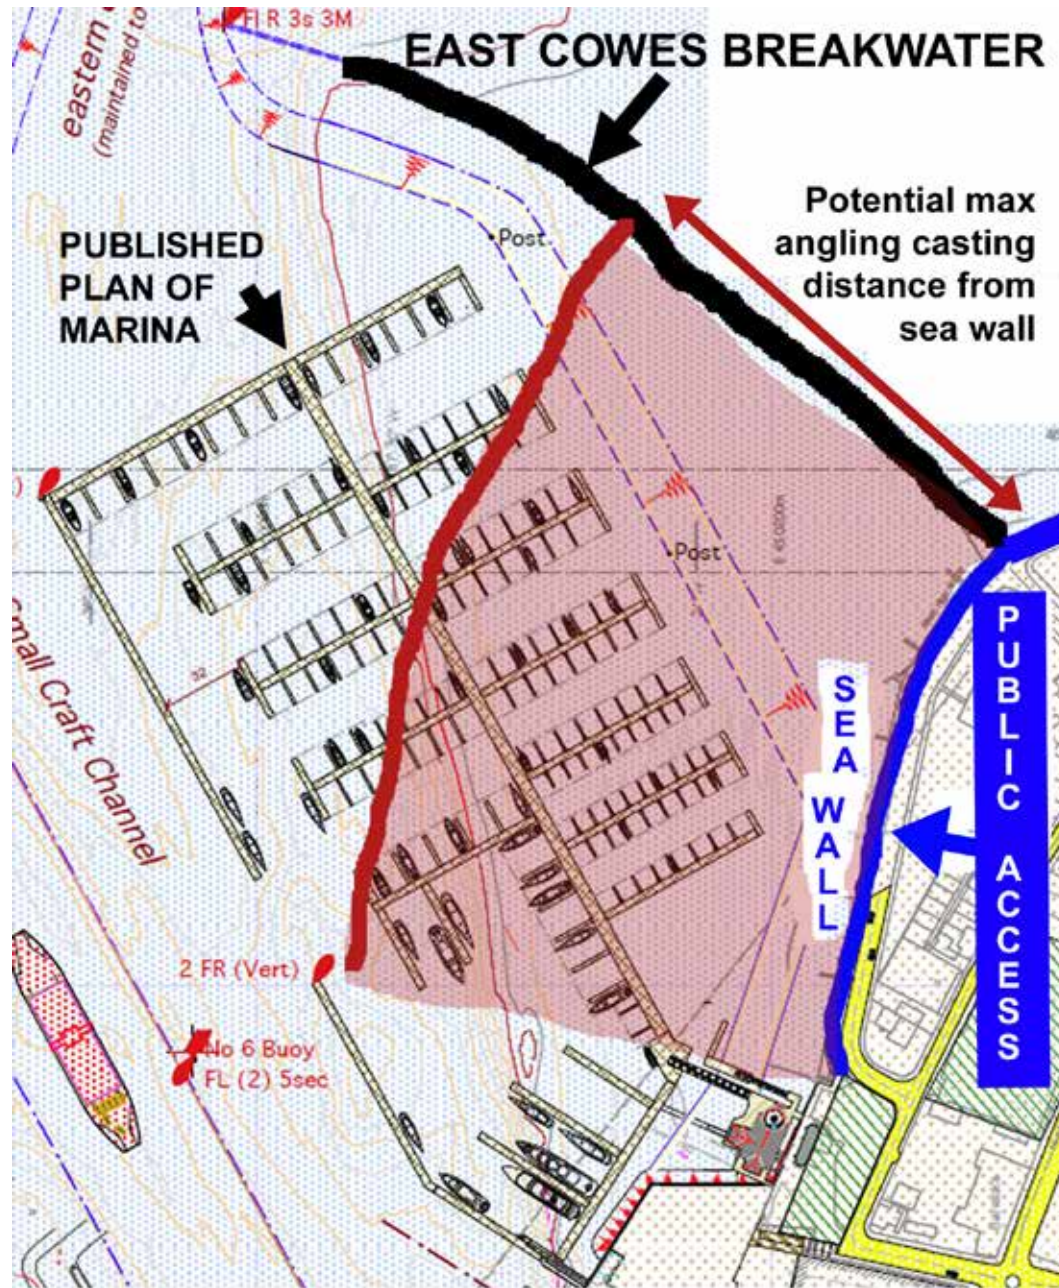 Fl R 3s 3M
EAST COWES BREAKWATER
eastern
(maintained to
Potential max
angling casting
distance from
sea wall
PUBLISHED
PLAN OF
MARINA
Post
Post
E 450000m
32
Small Craft Channel
SEA
WALL
PUBLIC ACCESS
2 FR (Vert)
No 6 Buoy
FL (2) 5sec